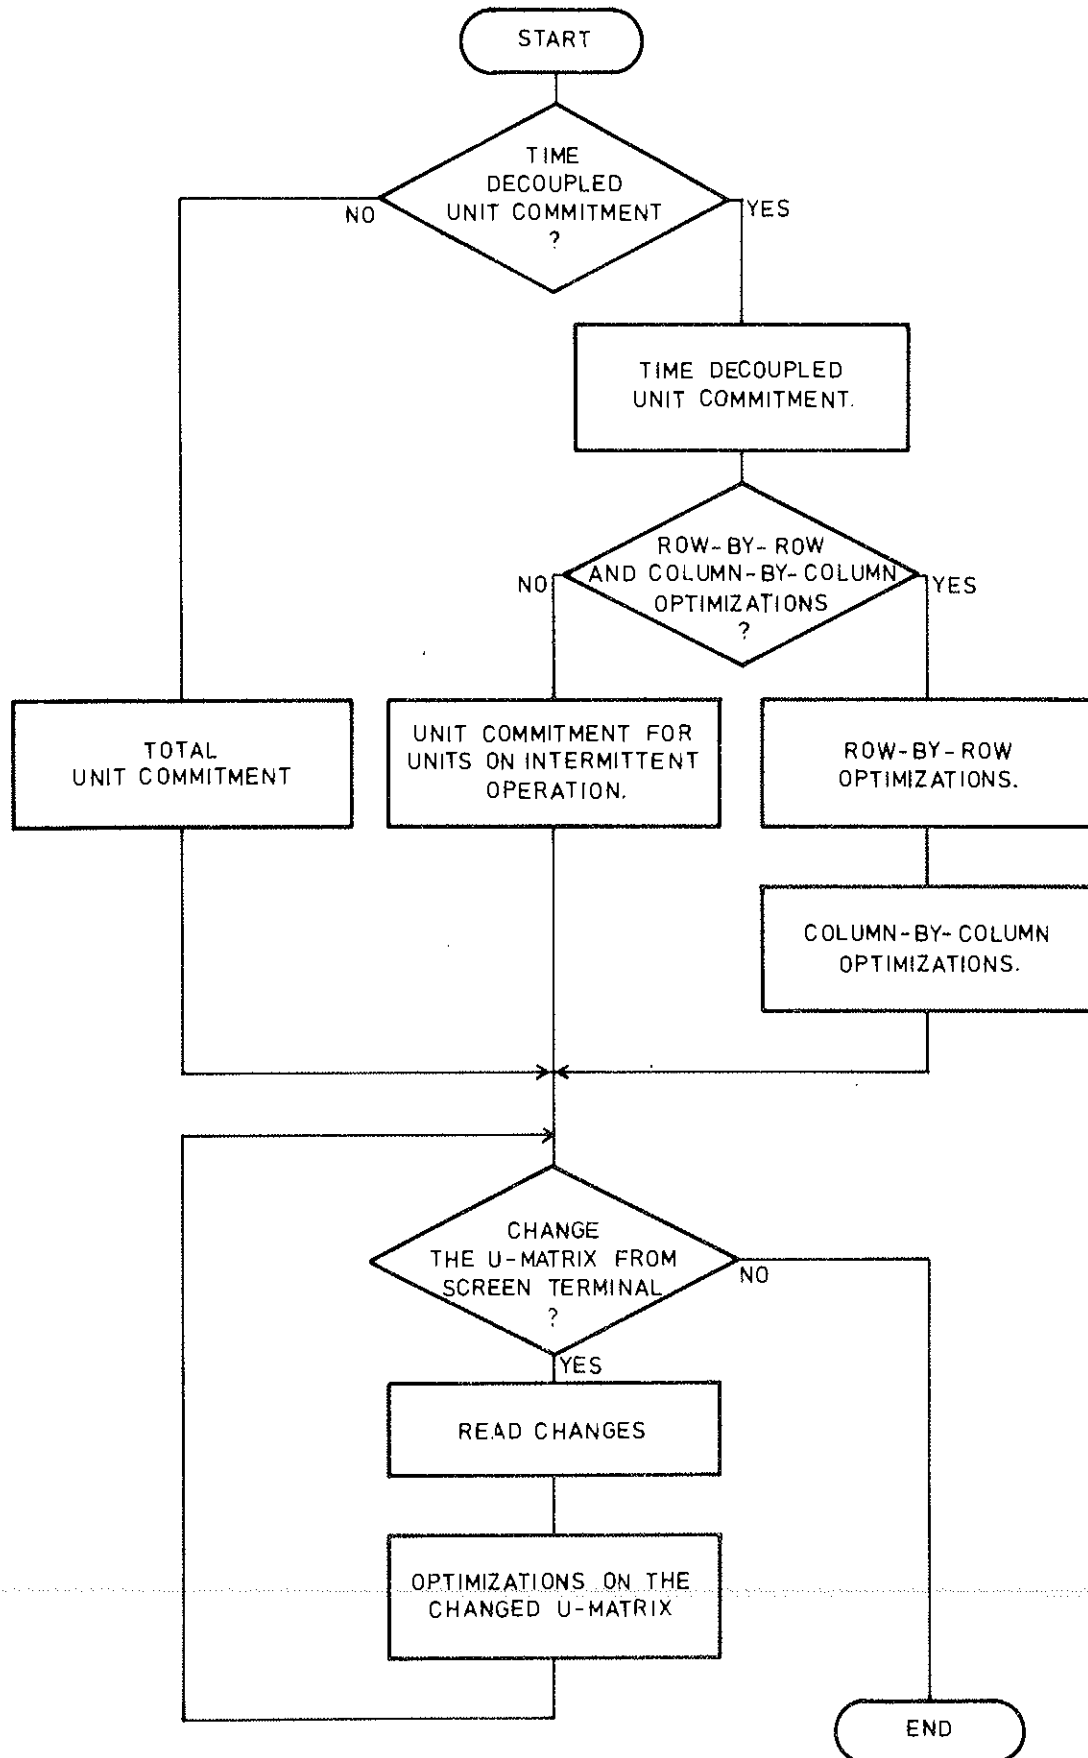 START
TIME
DECOUPLED
UNIT COMMITMENT
?
NO
YES
TIME DECOUPLED
UNIT COMMITMENT.
ROW-BY-ROW
AND COLUMN-BY-COLUMN
OPTIMIZATIONS
?
NO
YES
TOTAL
UNIT COMMITMENT
UNIT COMMITMENT FOR
UNITS ON INTERMITTENT
OPERATION.
ROW-BY-ROW
OPTIMIZATIONS.
COLUMN-BY-COLUMN
OPTIMIZATIONS.
CHANGE
THE U-MATRIX FROM
SCREEN TERMINAL
?
NO
YES
READ CHANGES
OPTIMIZATIONS ON THE
CHANGED U-MATRIX
END